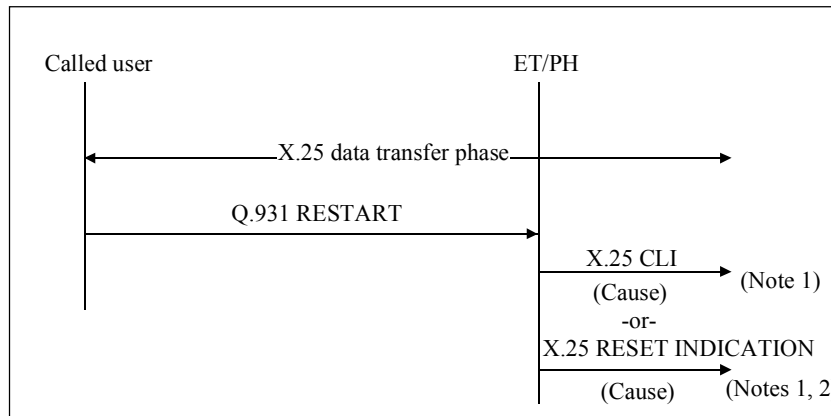 Called user
ET/PH
X.25 data transfer phase
Q.931 RESTART
X.25 CLI
(Cause)
(Note 1)
-or-
X.25 RESET INDICATION
(Cause)
(Notes 1, 2